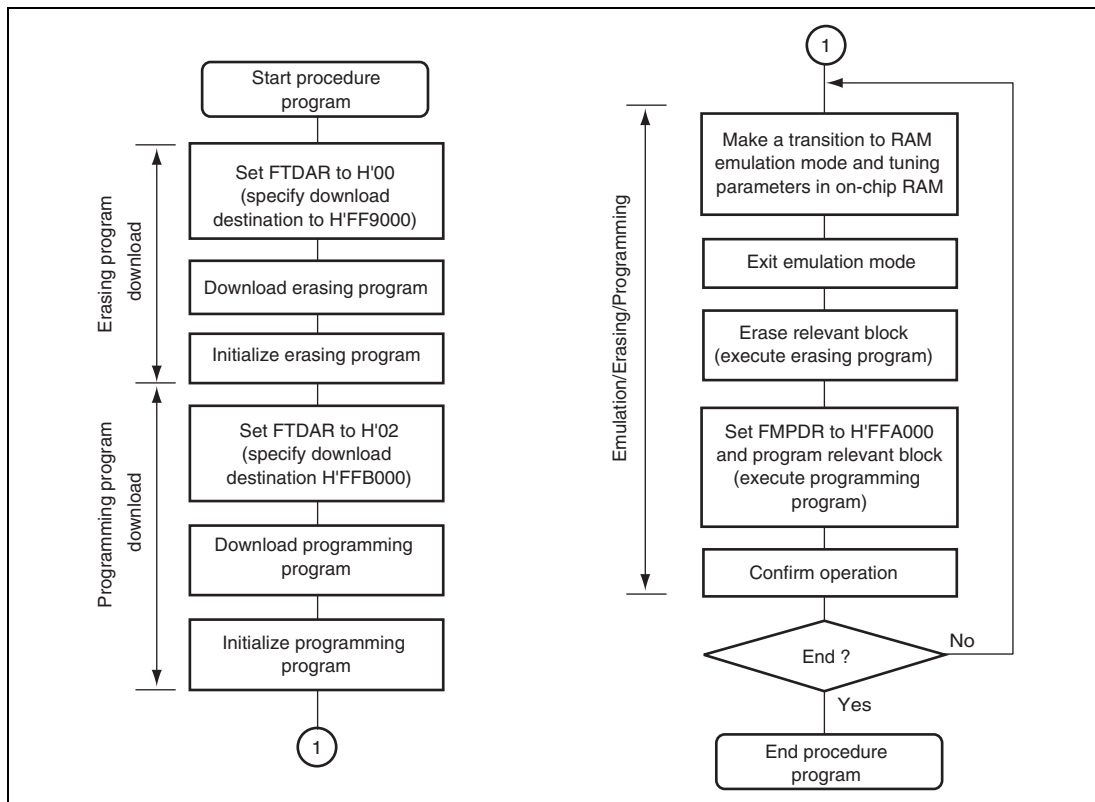 Start procedure
program
Erasing program
download
Set FTDAR to H'00
(specify download
destination to H'FF9000)
Download erasing program
Initialize erasing program
Programming program
download
Set FTDAR to H'02
(specify download
destination H'FFB000)
Download programming
program
Initialize programming
program
1
1
Emulation/Erasing/Programming
Make a transition to RAM
emulation mode and tuning
parameters in on-chip RAM
Exit emulation mode
Erase relevant block
(execute erasing program)
Set FMPDR to H'FFA000
and program relevant block
(execute programming
program)
Confirm operation
End ?
No
Yes
End procedure
program